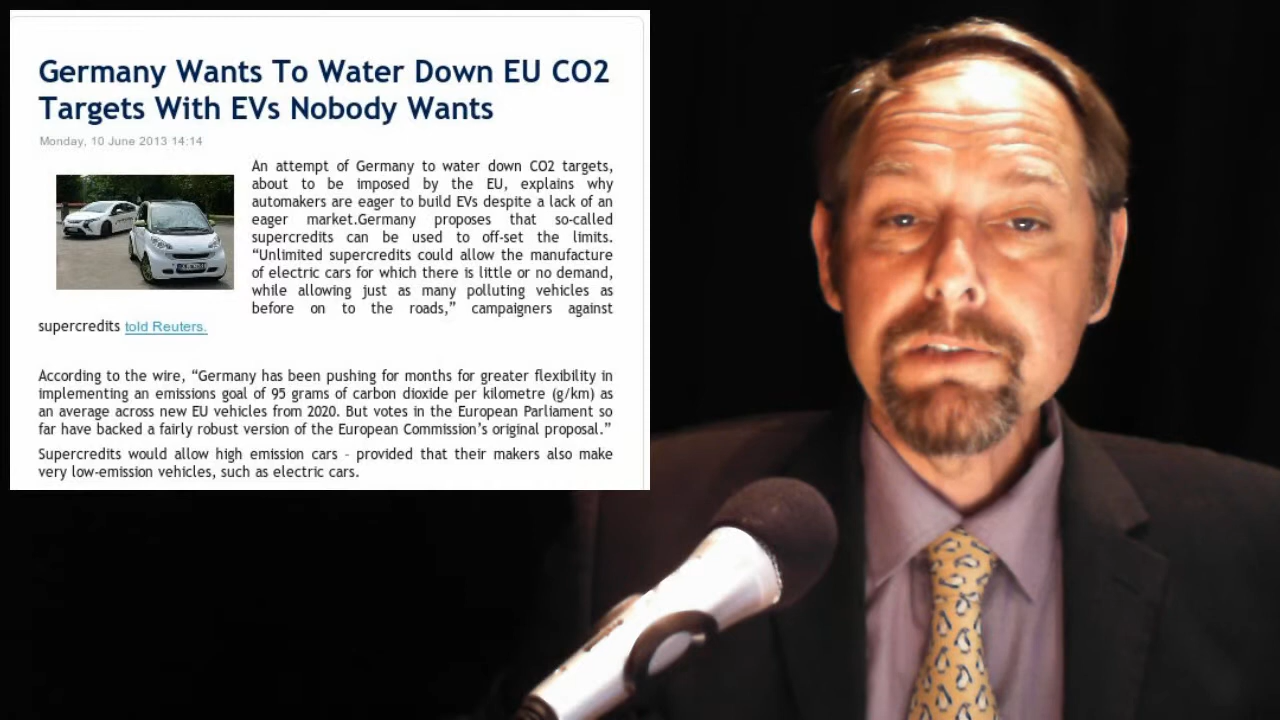 Germany Wants To Water Down EU CO2
Targets With EVs Nobody Wants
Monday, 10 June 2013 14:14
An attempt of Germany to water down CO2 targets,
about to be imposed by the EU, explains why
automakers are eager to build EVs despite a lack of an
eager market.Germany proposes that so-called
supercredits can be used to off-set the limits.
“Unlimited supercredits could allow the manufacture
of electric cars for which there is little or no demand,
while allowing just as many polluting vehicles as
before on to the roads,” campaigners against
supercredits told Reuters.
According to the wire, “Germany has been pushing for months for greater flexibility in
implementing an emissions goal of 95 grams of carbon dioxide per kilometre (g/km) as
an average across new EU vehicles from 2020. But votes in the European Parliament so
far have backed a fairly robust version of the European Commission’s original proposal.”
Supercredits would allow high emission cars - provided that their makers also make
very low-emission vehicles, such as electric cars.